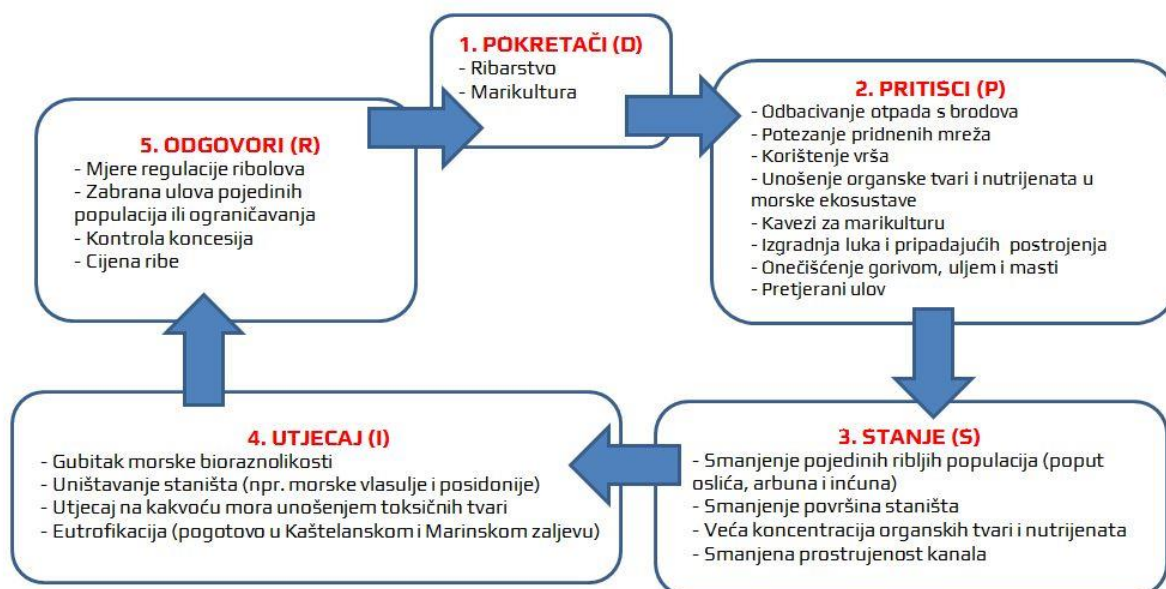 1. POKRETAČI (D)
- Ribarstvo
- Marikultura
2. PRITISCI (P)
- Odbacivanje otpada s brodova
- Potezanje pridnenih mreža
- Korištenje vrša
- Unošenje organske tvari i nutrijenata u
morske ekosustave
- Kavezi za marikulturu
- Izgradnja luka i pripadajućih postrojenja
- Onečišćenje gorivom, uljem i masti
- Pretjerani ulov
3. STANJE (S)
- Smanjenje pojedinih ribljih populacija (poput
oslića, arbuna i inćuna)
- Smanjenje površina staništa
- Veća koncentracija organskih tvari i nutrijenata
- Smanjena prostrujenost kanala
4. UTJECAJ (I)
- Gubitak morske bioraznolikosti
- Uništavanje staništa (npr. morske vlasulje i posidonije)
- Utjecaj na kakvoću mora unošenjem toksičnih tvari
- Eutrofikacija (pogotovo u Kaštelanskom i Marinskom zaljevu)
5. ODGOVORI (R)
- Mjere regulacije ribolova
- Zabrana ulova pojedinih
populacija ili ograničavanja
- Kontrola koncesija
- Cijena ribe